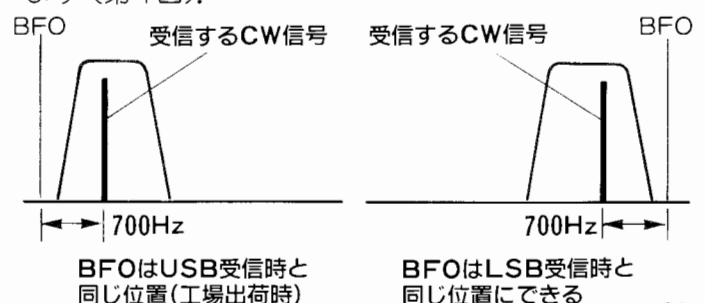 BFO
受信するCW信号
700Hz
BFOはUSB受信時と
同じ位置(工場出荷時)
受信するCW信号
BFO
700Hz
BFOはLSB受信時と
同じ位置にできる